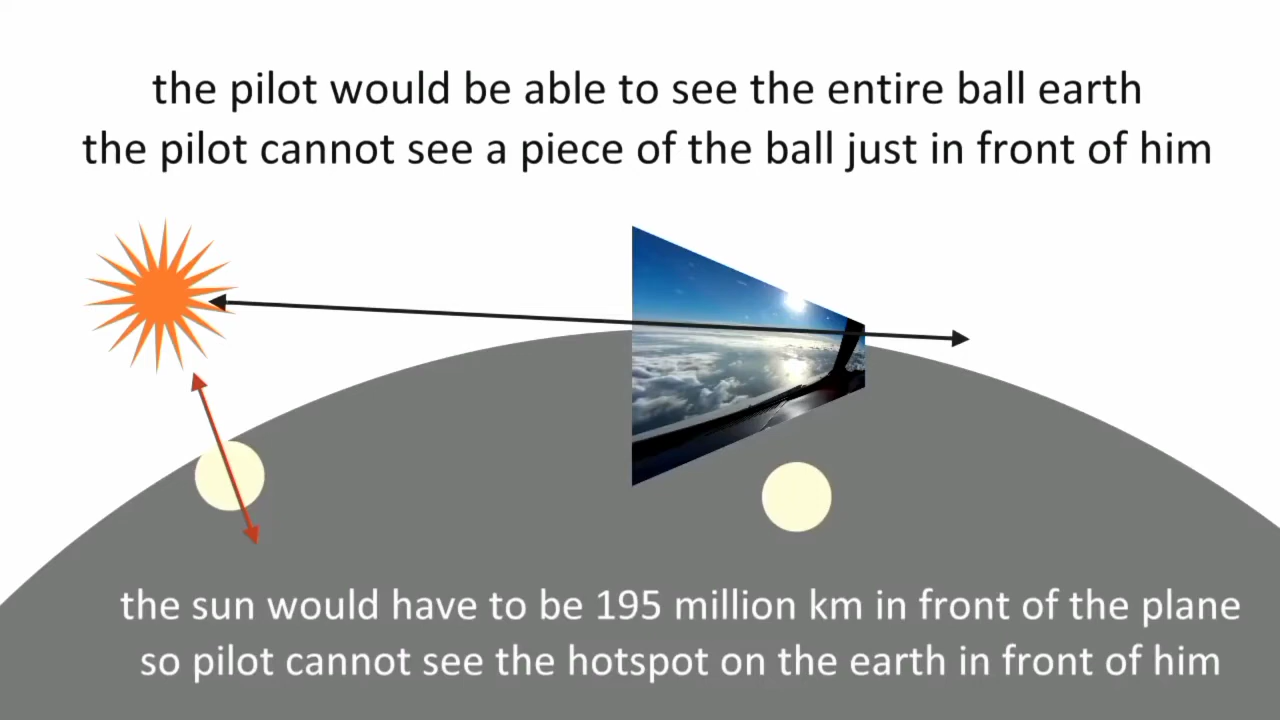 the pilot would be able to see the entire ball earth
the pilot cannot see a piece of the ball just in front of him
the sun would have to be 195 million km in front of the plane
so pilot cannot see the hotspot on the earth in front of him